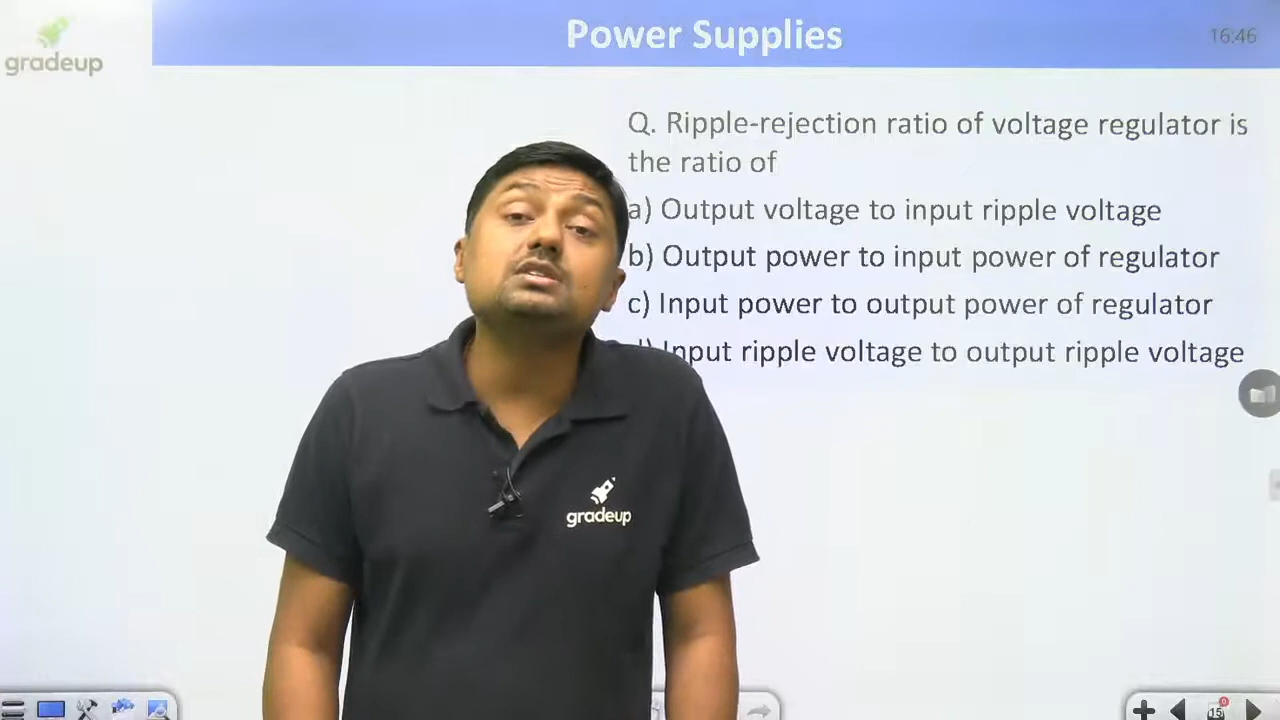 gradeup
Power Supplies
16:46
Q. Ripple-rejection ratio of voltage regulator is
the ratio of
a) Output voltage to input ripple voltage
b) Output power to input power of regulator
c) Input power to output power of regulator
d) Input ripple voltage to output ripple voltage
gradeup
15
0